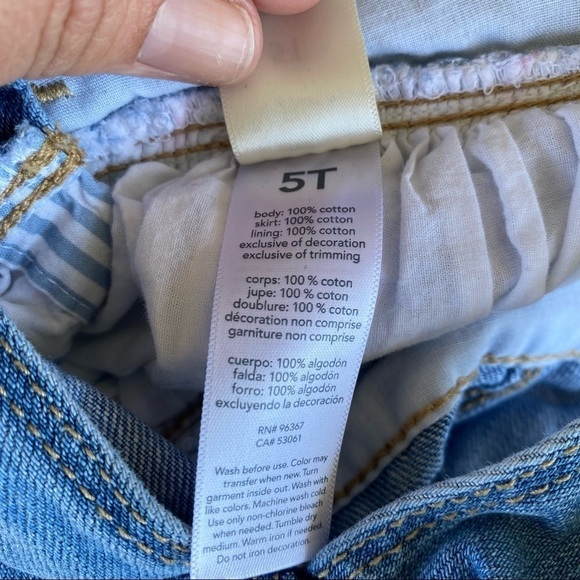 5T
body: 100% cotton
skirt: 100% cotton
lining: 100% cotton
exclusive of decoration
exclusive of trimming
corps: 100 % coton
jupe: 100 % coton
doublure: 100 % coton
décoration non comprise
garniture non comprise
cuerpo: 100% algodón
falda: 100% algodón
forro: 100% algodón
excluyendo la decoración
RN# 96367
CA# 53061
Wash before use. Color may
transfer when new. Turn
garment inside out. Wash with
like colors. Machine wash cold.
Use only non-chlorine bleach
when needed. Tumble dry
medium. Warm iron if needed.
Do not iron decoration.